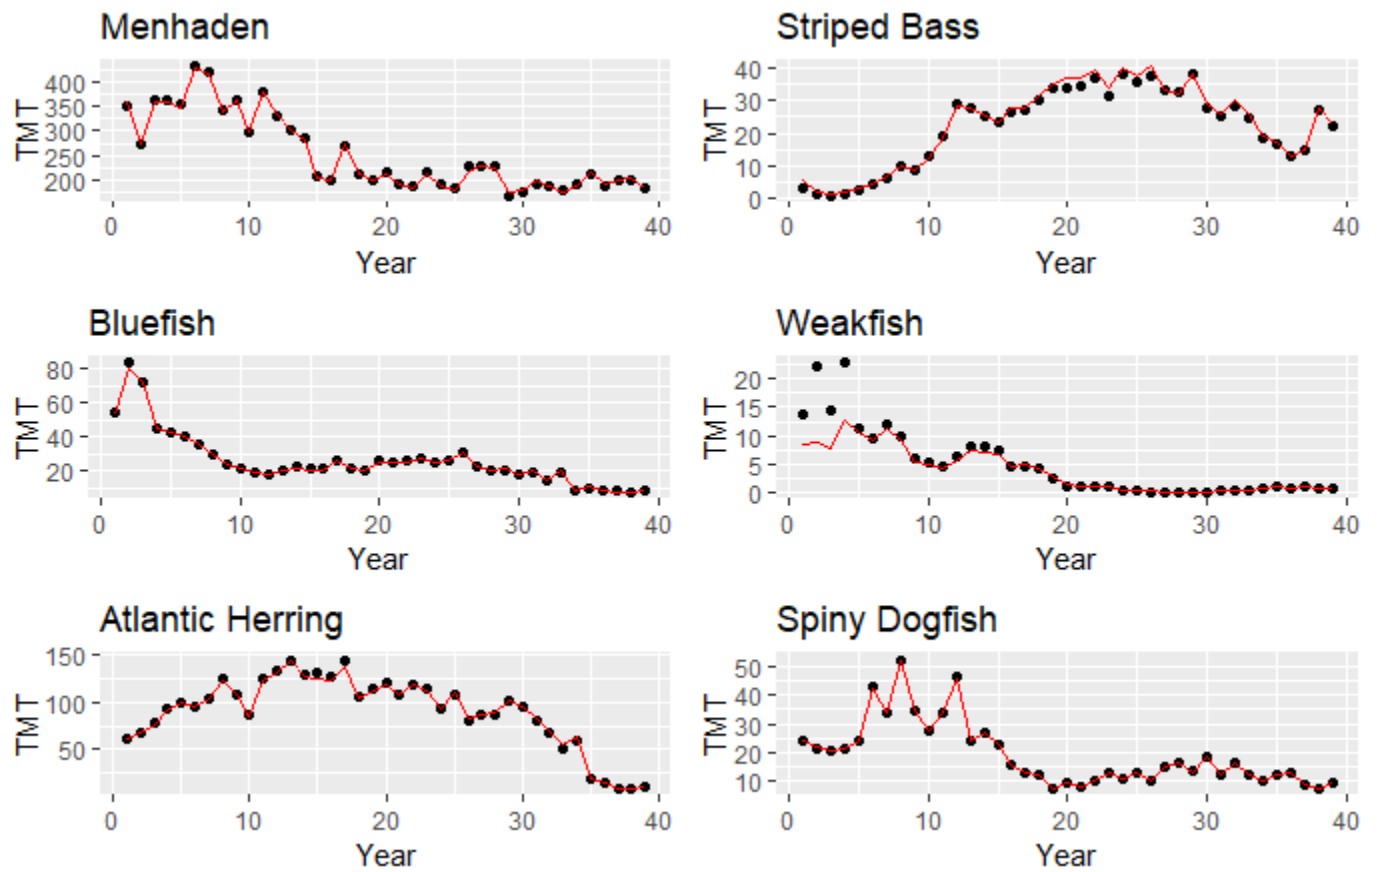 Menhaden
TMT
400
350
300
250
200
0 10 20 30 40
Year
Striped Bass
TMT
40
30
20
10
0
0 10 20 30 40
Year
Bluefish
TMT
80
60
40
20
0 10 20 30 40
Year
Weakfish
TMT
20
15
10
5
0
0 10 20 30 40
Year
Atlantic Herring
TMT
150
100
50
0 10 20 30 40
Year
Spiny Dogfish
TMT
50
40
30
20
10
0 10 20 30 40
Year